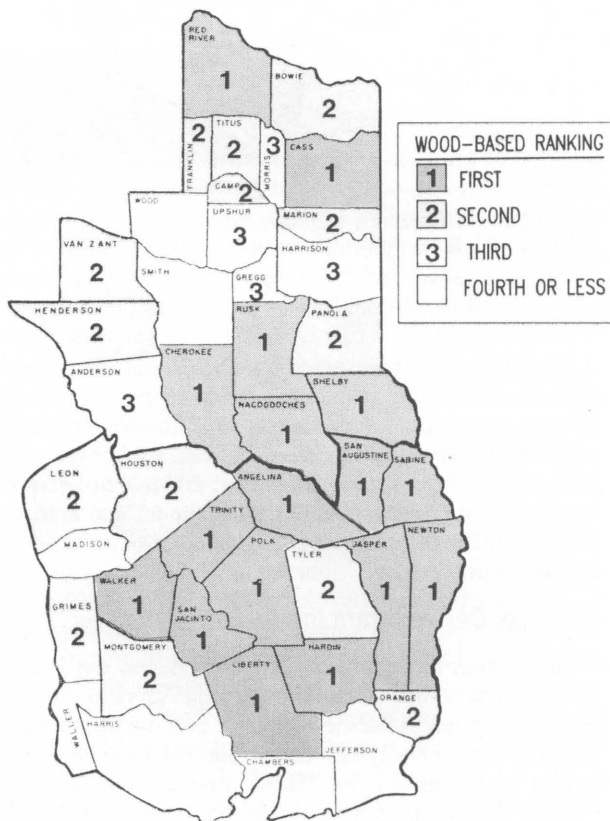 RED
RIVER
1
BOWIE
2
FRANKLIN
2
TITUS
2
MORRIS
3
CASS
1
CAMP
2
WOOD
UPSHUR
3
MARION
2
HARRISON
3
VAN ZANT
2
SMITH
GREGG
3
HENDERSON
2
RUSK
1
PANOLA
2
CHEROKEE
1
ANDERSON
3
SHELBY
1
NACOGDOCHES
1
SAN
AUGUSTINE
1
SABINE
1
LEON
2
HOUSTON
2
ANGELINA
1
TRINITY
1
MADISON
POLK
1
TYLER
2
JASPER
1
NEWTON
1
WALKER
1
GRIMES
2
SAN
JACINTO
1
MONTGOMERY
2
LIBERTY
1
HARDIN
1
ORANGE
2
WALLER
HARRIS
JEFFERSON
CHAMBERS
WOOD-BASED RANKING
1 FIRST
2 SECOND
3 THIRD
FOURTH OR LESS